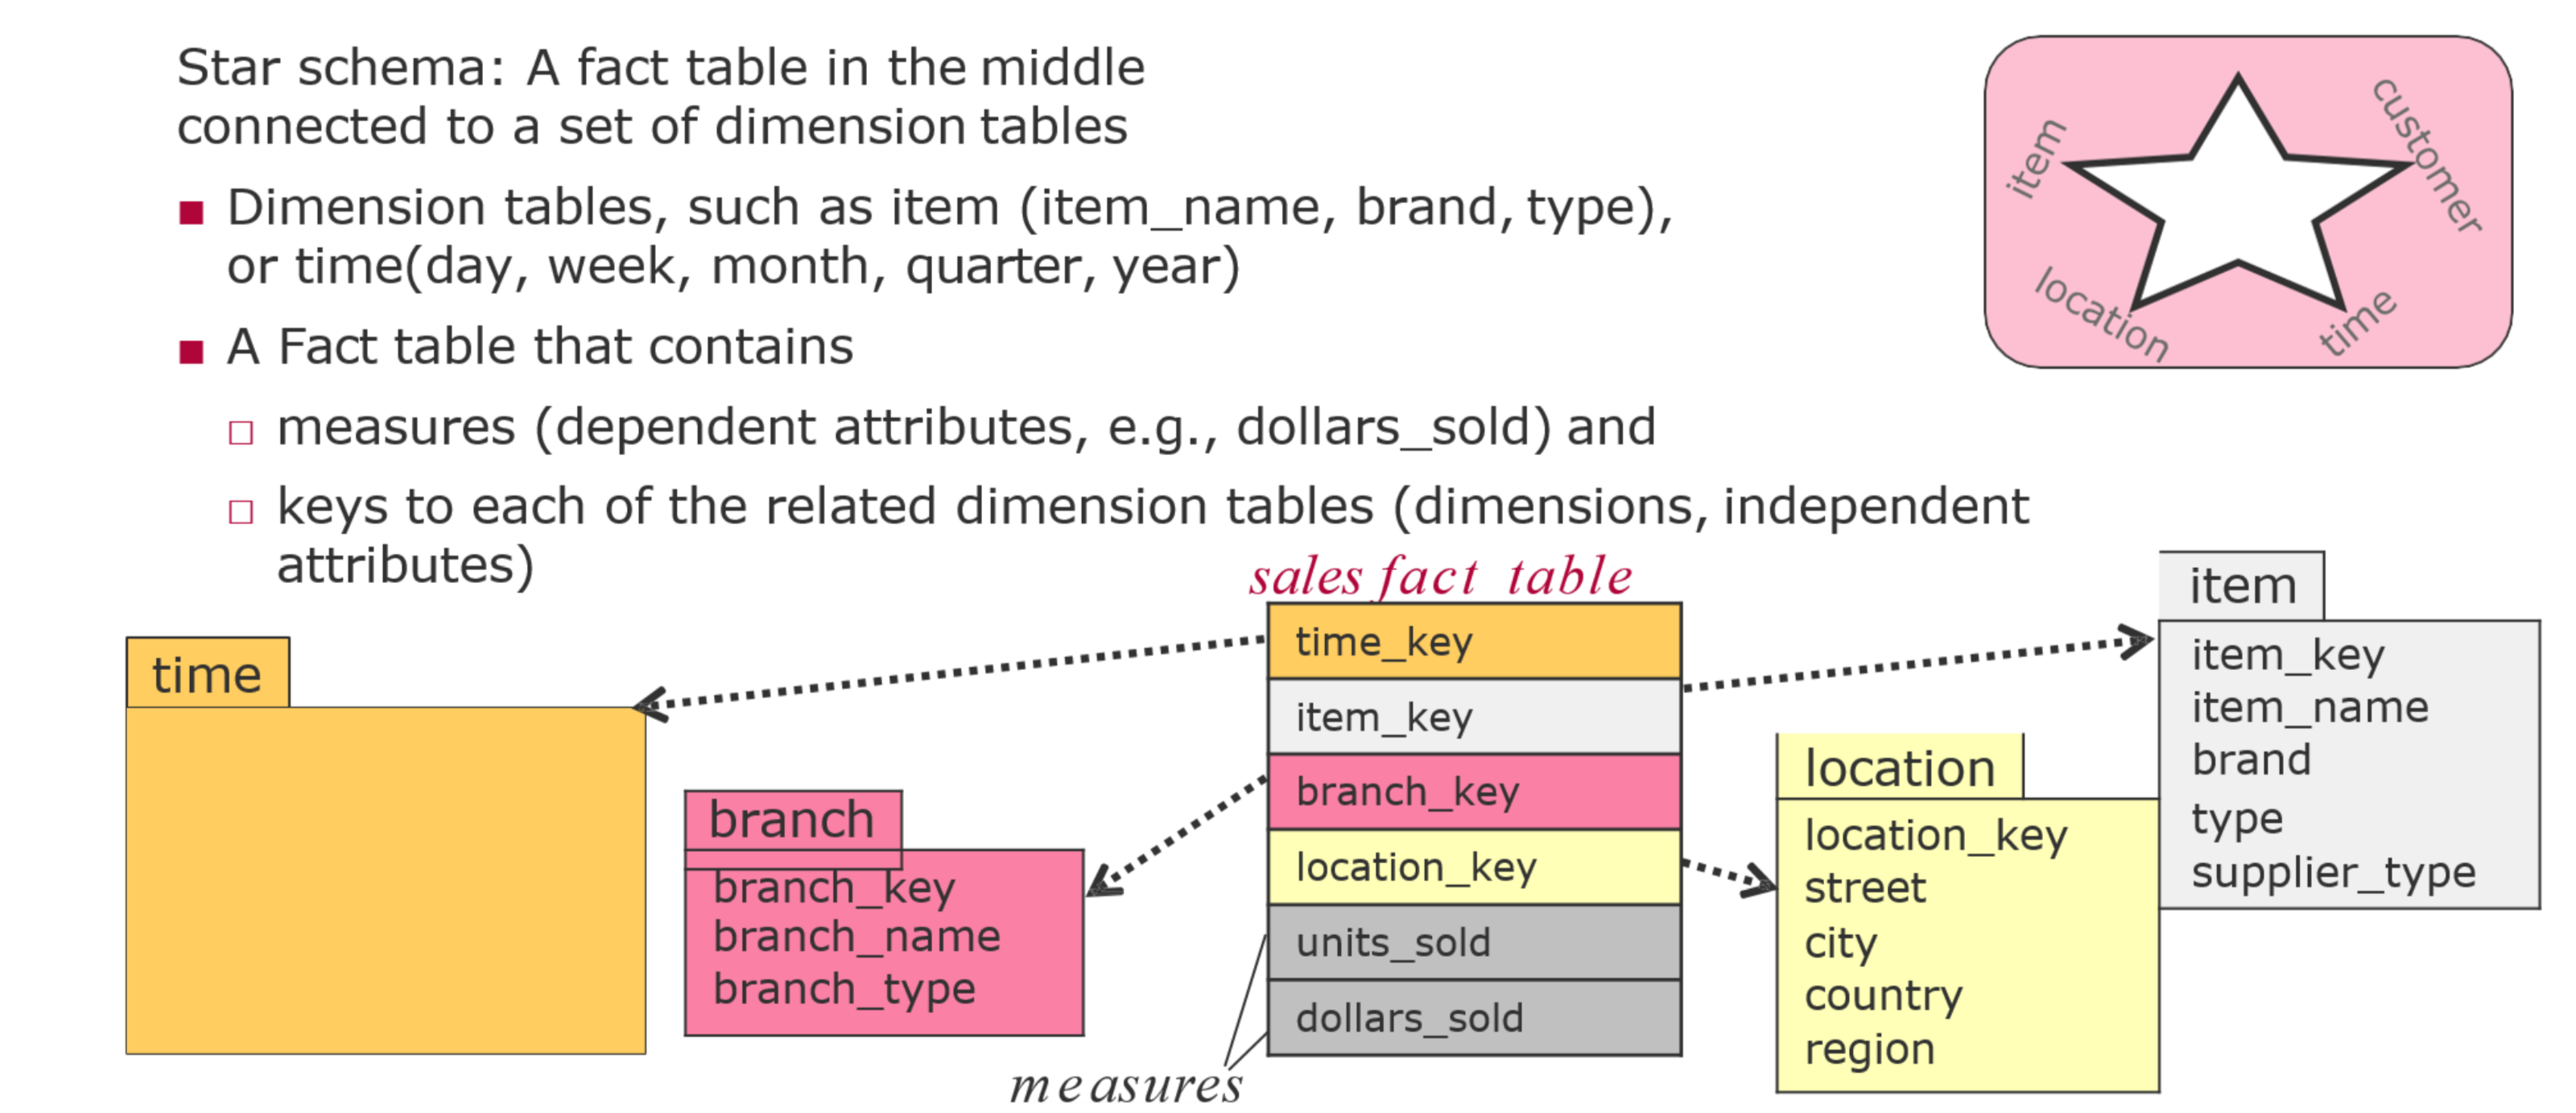 Star schema: A fact table in the middle
connected to a set of dimension tables
Dimension tables, such as item (item_name, brand, type),
or time(day, week, month, quarter, year)
A Fact table that contains
measures (dependent attributes, e.g., dollars_sold) and
keys to each of the related dimension tables (dimensions, independent
attributes)
item
customer
location
time
sales fact table
time_key
item_key
branch_key
location_key
units_sold
dollars_sold
measures
time
branch
branch_key
branch_name
branch_type
location
location_key
street
city
country
region
item
item_key
item_name
brand
type
supplier_type